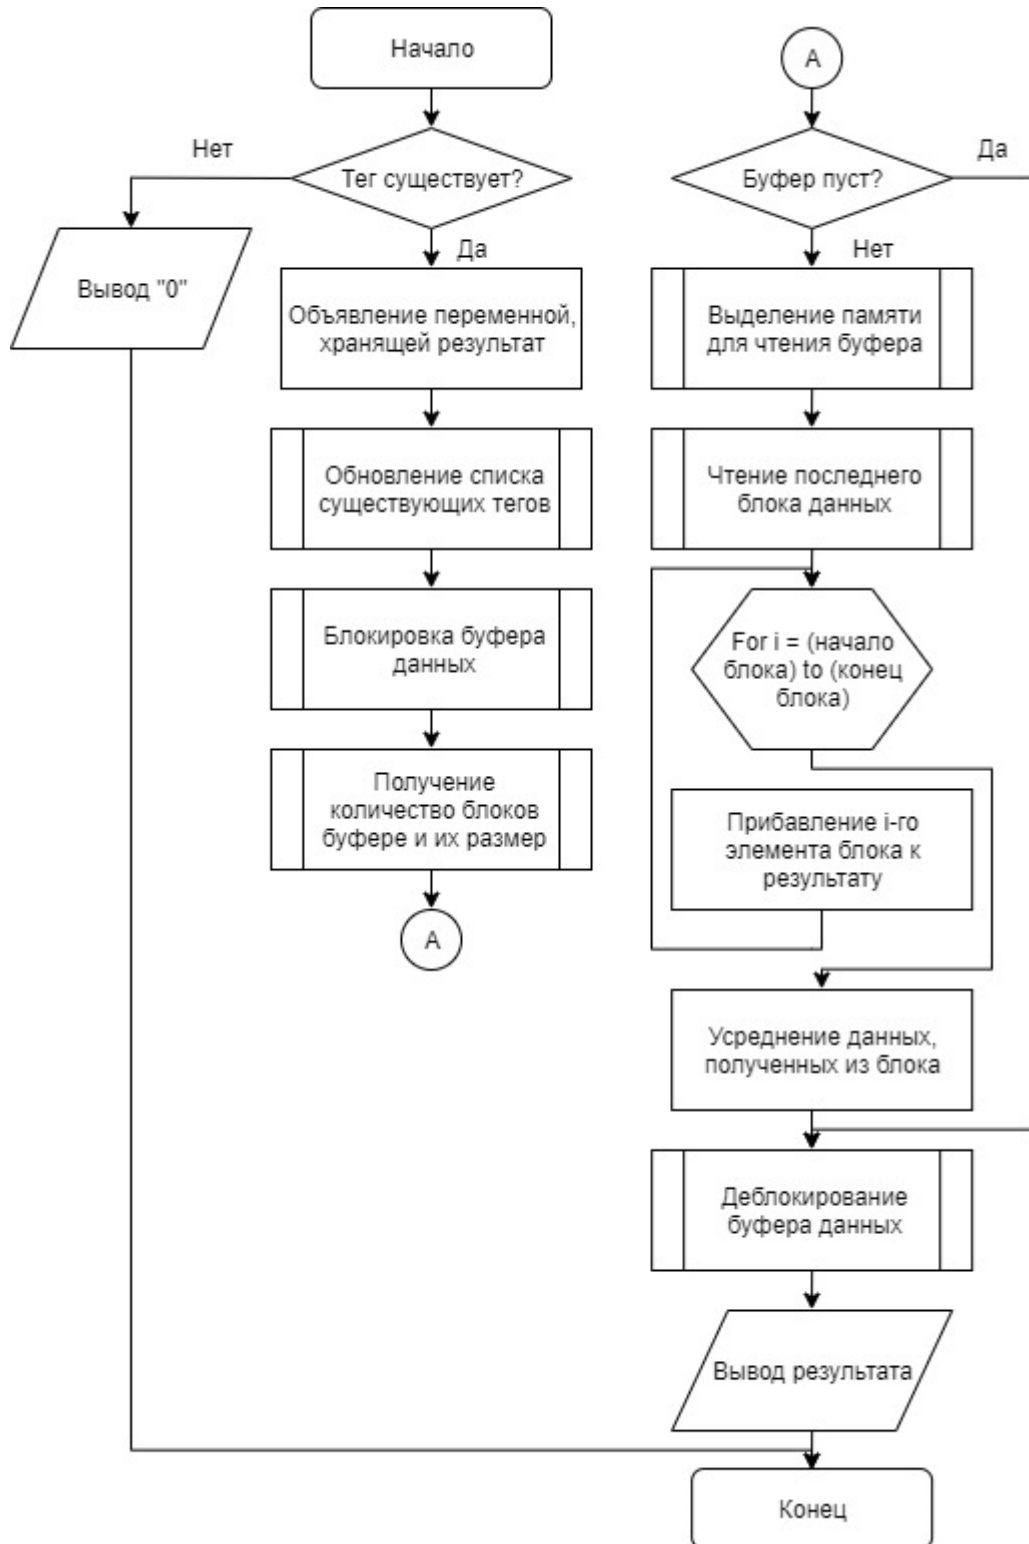 Начало
Нет
Тег существует?
Да
Вывод "0"
Объявление переменной,
хранящей результат
Обновление списка
существующих тегов
Блокировка буфера
данных
Получение
количество блоков
буфере и их размер
А
А
Буфер пуст?
Да
Нет
Выделение памяти
для чтения буфера
Чтение последнего
блока данных
For i = (начало
блока) to (конец
блока)
Прибавление i-го
элемента блока к
результату
Усреднение данных,
полученных из блока
Деблокирование
буфера данных
Вывод результата
Конец